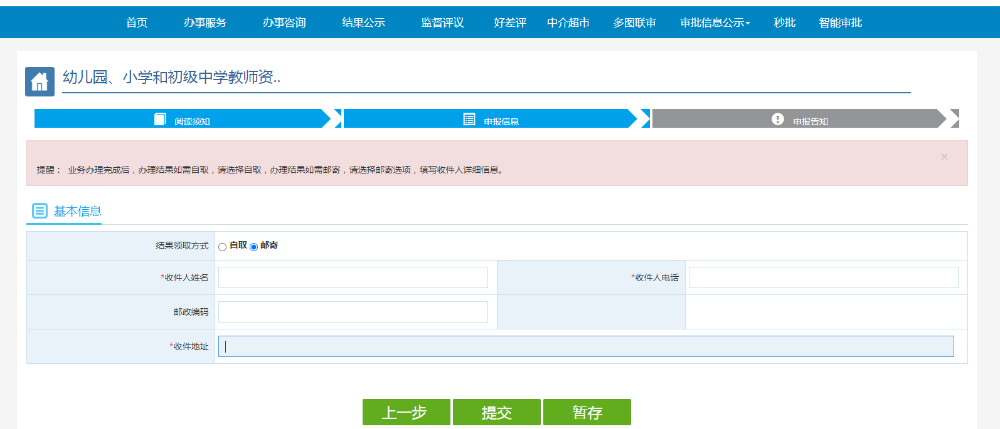 首页 办事服务 办事咨询 结果公示 监督评议 好差评 中介超市 多图联审 审批信息公示 秒批 智能审批
幼儿园、小学和初级中学教师资..
阅读须知 申报信息 申报告知
×
提醒： 业务办理完成后，办理结果如需自取，请选择自取，办理结果如需邮寄，请选择邮寄选项，填写收件人详细信息。
基本信息
结果领取方式 自取 邮寄
*收件人姓名 *收件人电话
邮政编码
*收件地址
上一步 提交 暂存